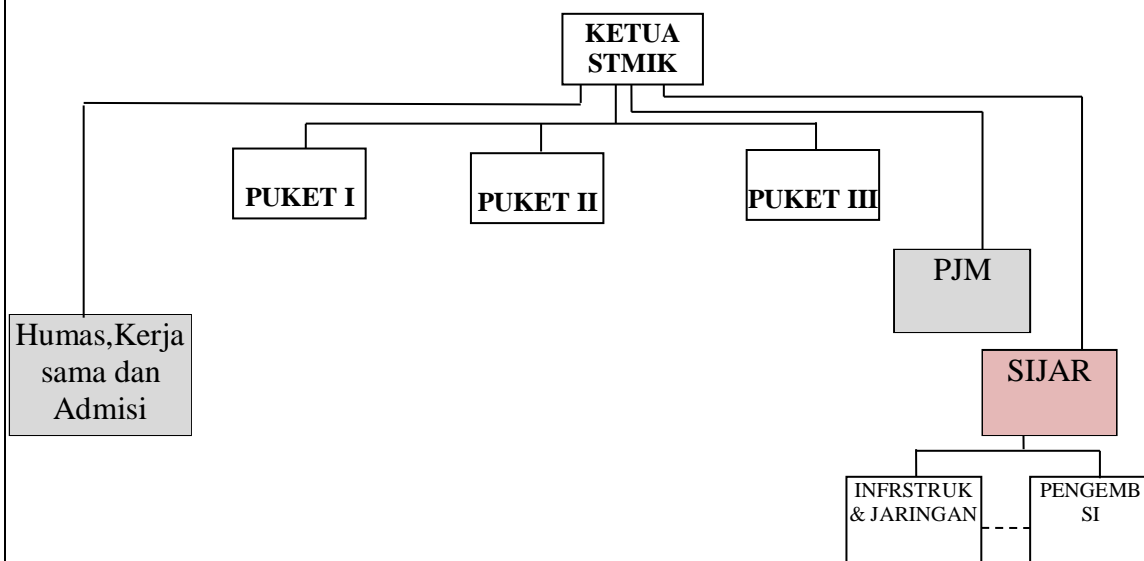 KETUA
STMIK
PUKET I
PUKET II
PUKET III
PJM
Humas,Kerja
sama dan
Admisi
SIJAR
INFRSTRUK
& JARINGAN
PENGEMB
SI